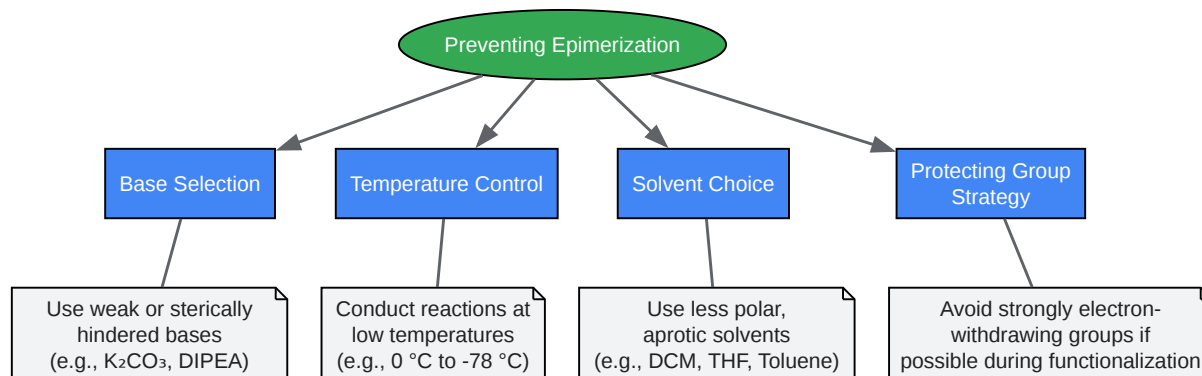 Preventing Epimerization
Base Selection
Temperature Control
Solvent Choice
Protecting Group
Strategy
Use weak or sterically
hindered bases
(e.g., K₂CO₃, DIPEA)
Conduct reactions at
low temperatures
(e.g., 0 °C to -78 °C)
Use less polar,
aprotic solvents
(e.g., DCM, THF, Toluene)
Avoid strongly electron-
withdrawing groups if
possible during functionalization